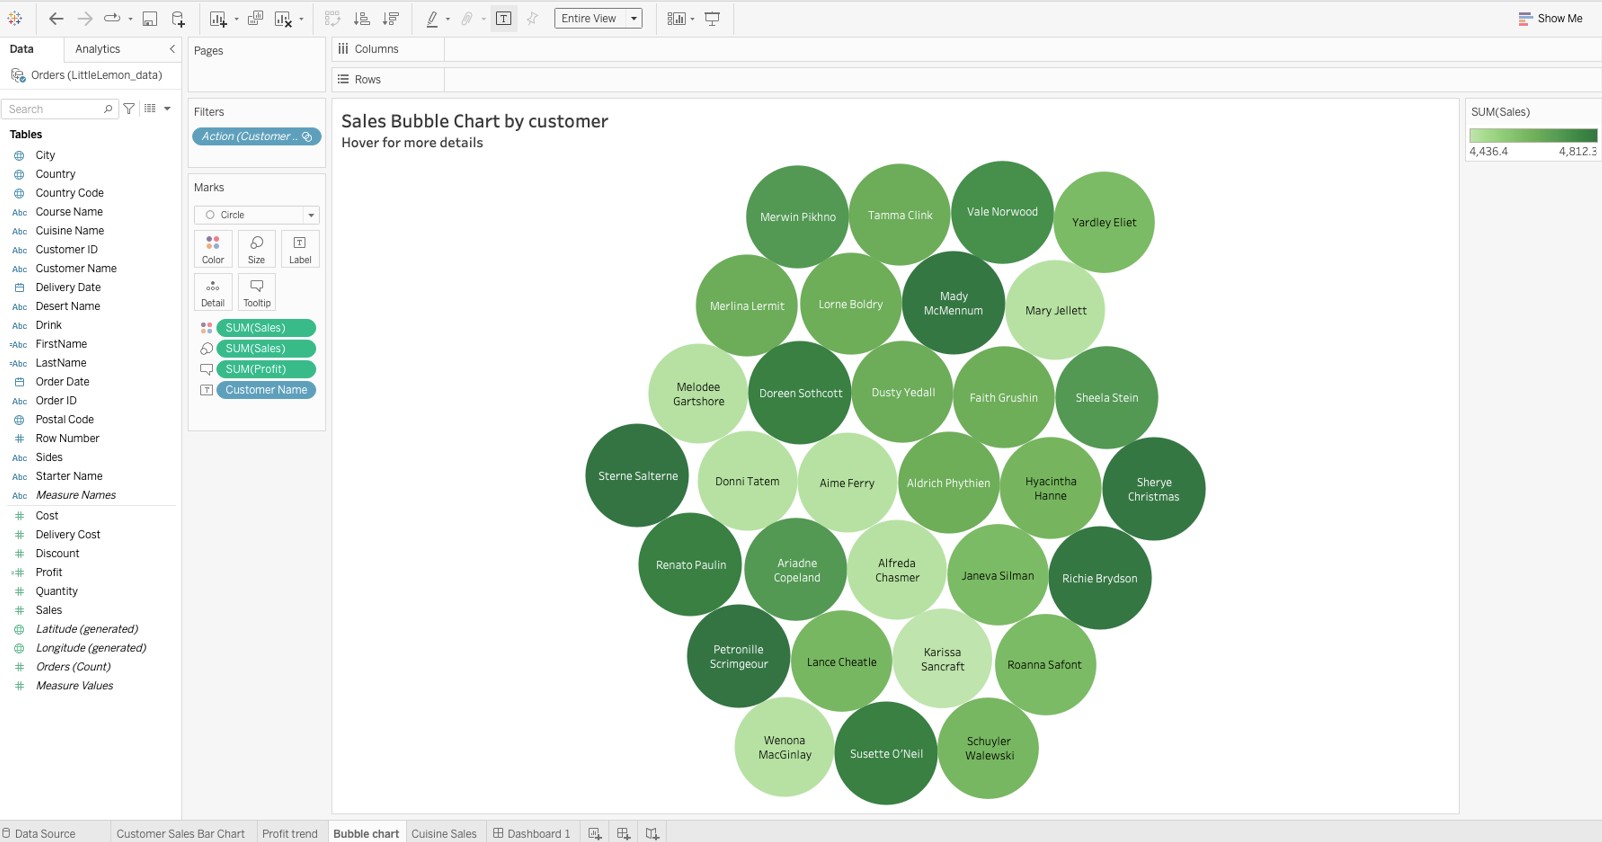 Entire View
Show Me
Data
Analytics
Pages
Columns
Orders (LittleLemon_data)
Rows
Search
Filters
Action (Customer ..
Tables
City
Country
Country Code
Course Name
Cuisine Name
Customer ID
Customer Name
Delivery Date
Desert Name
Drink
FirstName
LastName
Order Date
Order ID
Postal Code
Row Number
Sides
Starter Name
Measure Names
Cost
Delivery Cost
Discount
Profit
Quantity
Sales
Latitude (generated)
Longitude (generated)
Orders (Count)
Measure Values
Marks
Circle
Color
Size
Label
Detail
Tooltip
SUM(Sales)
SUM(Sales)
SUM(Profit)
Customer Name
Sales Bubble Chart by customer
Hover for more details
Merwin Pikhno
Tamma Clink
Vale Norwood
Yardley Eliet
Merlina Lermit
Lorne Boldry
Mady
McMennum
Mary Jellett
Melodee
Gartshore
Doreen Sothcott
Dusty Yedall
Faith Grushin
Sheela Stein
Sterne Salterne
Donni Tatem
Aime Ferry
Aldrich Phythien
Hyacintha
Hanne
Sherye
Christmas
Renato Paulin
Ariadne
Copeland
Alfreda
Chasmer
Janeva Silman
Richie Brydson
Petronille
Scrimgeour
Lance Cheatle
Karissa
Sancraft
Roanna Safont
Wenona
MacGinlay
Susette O'Neil
Schuyler
Walewski
SUM(Sales)
4,436.4
4,812.3
Data Source
Customer Sales Bar Chart
Profit trend
Bubble chart
Cuisine Sales
Dashboard 1